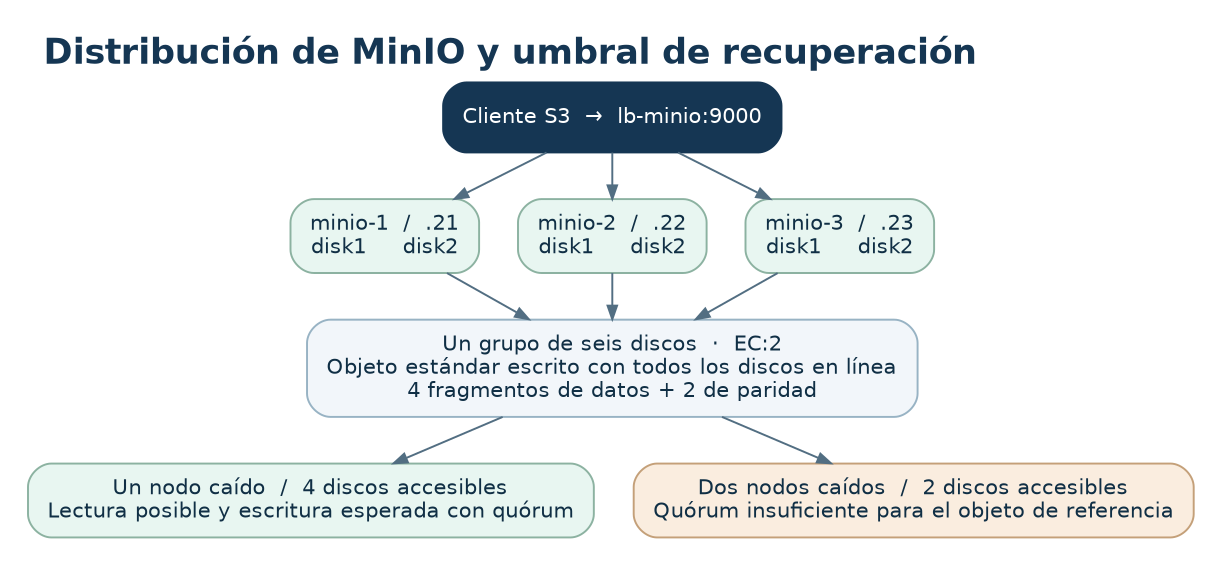 Distribución de MinIO y umbral de recuperación
Cliente S3 → lb-minio:9000
minio-1 / .21
disk1 disk2
minio-2 / .22
disk1 disk2
minio-3 / .23
disk1 disk2
Un grupo de seis discos · EC:2
Objeto estándar escrito con todos los discos en línea
4 fragmentos de datos + 2 de paridad
Un nodo caído / 4 discos accesibles
Lectura posible y escritura esperada con quórum
Dos nodos caídos / 2 discos accesibles
Quórum insuficiente para el objeto de referencia